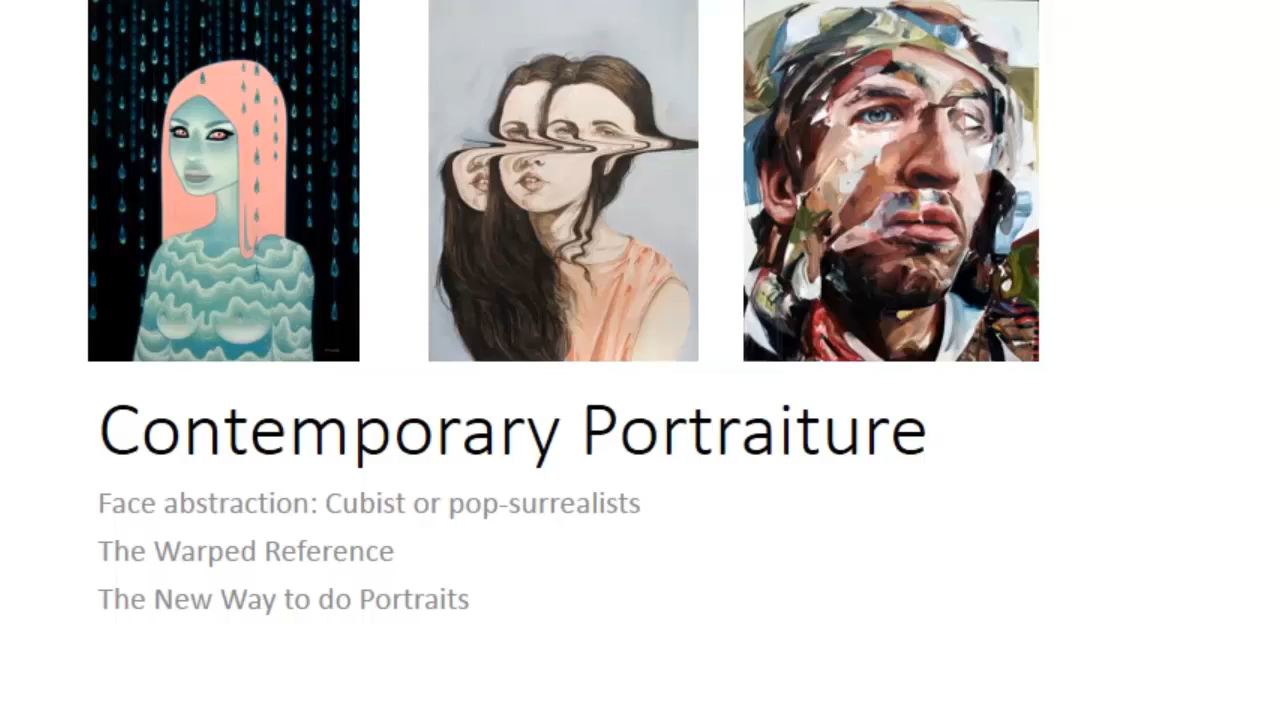 Contemporary Portraiture
Face abstraction: Cubist or pop-surrealists
The Warped Reference
The New Way to do Portraits